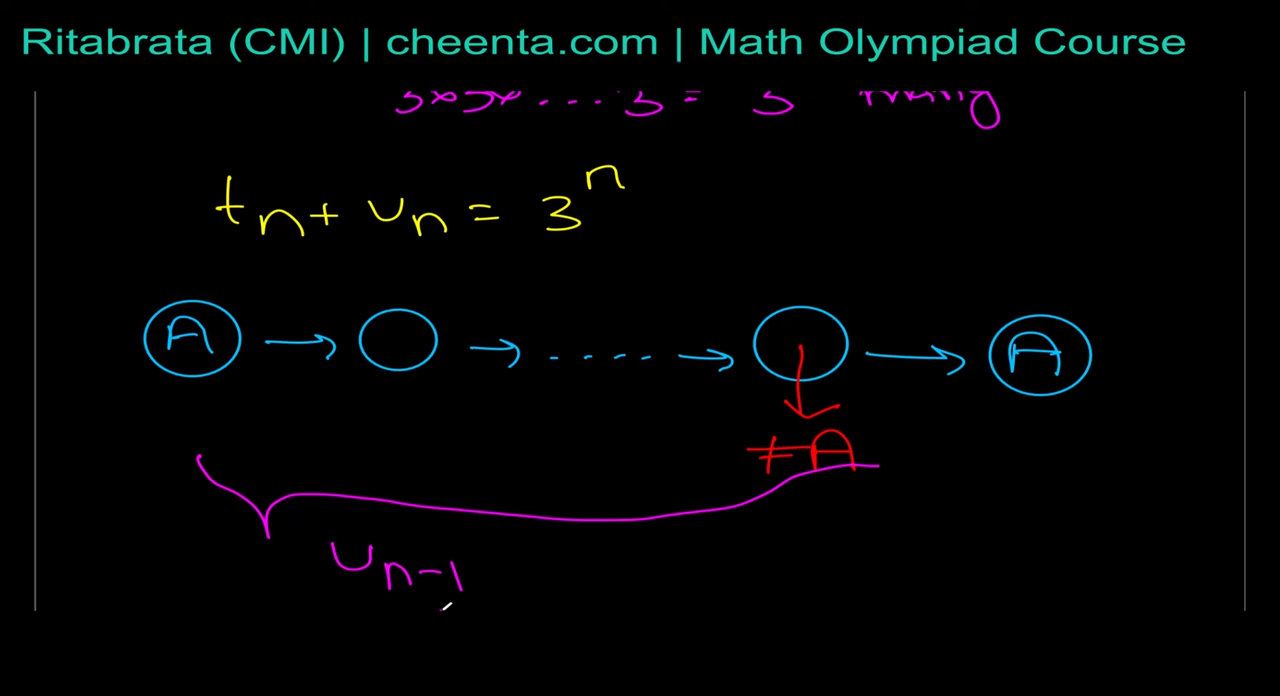 Ritabrata (CMI) | cheenta.com | Math Olympiad Course
tn + un = 3^n
A → → ..... → → A
≠A
un-1